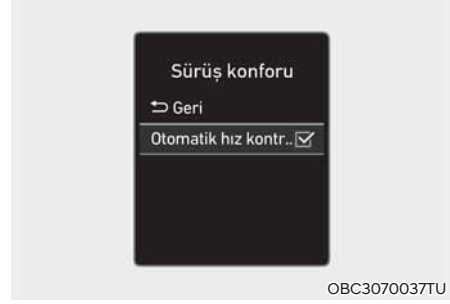 Sürüş konforu
⮌ Geri
Otomatik hız kontr.. ☑
OBC3070037TU